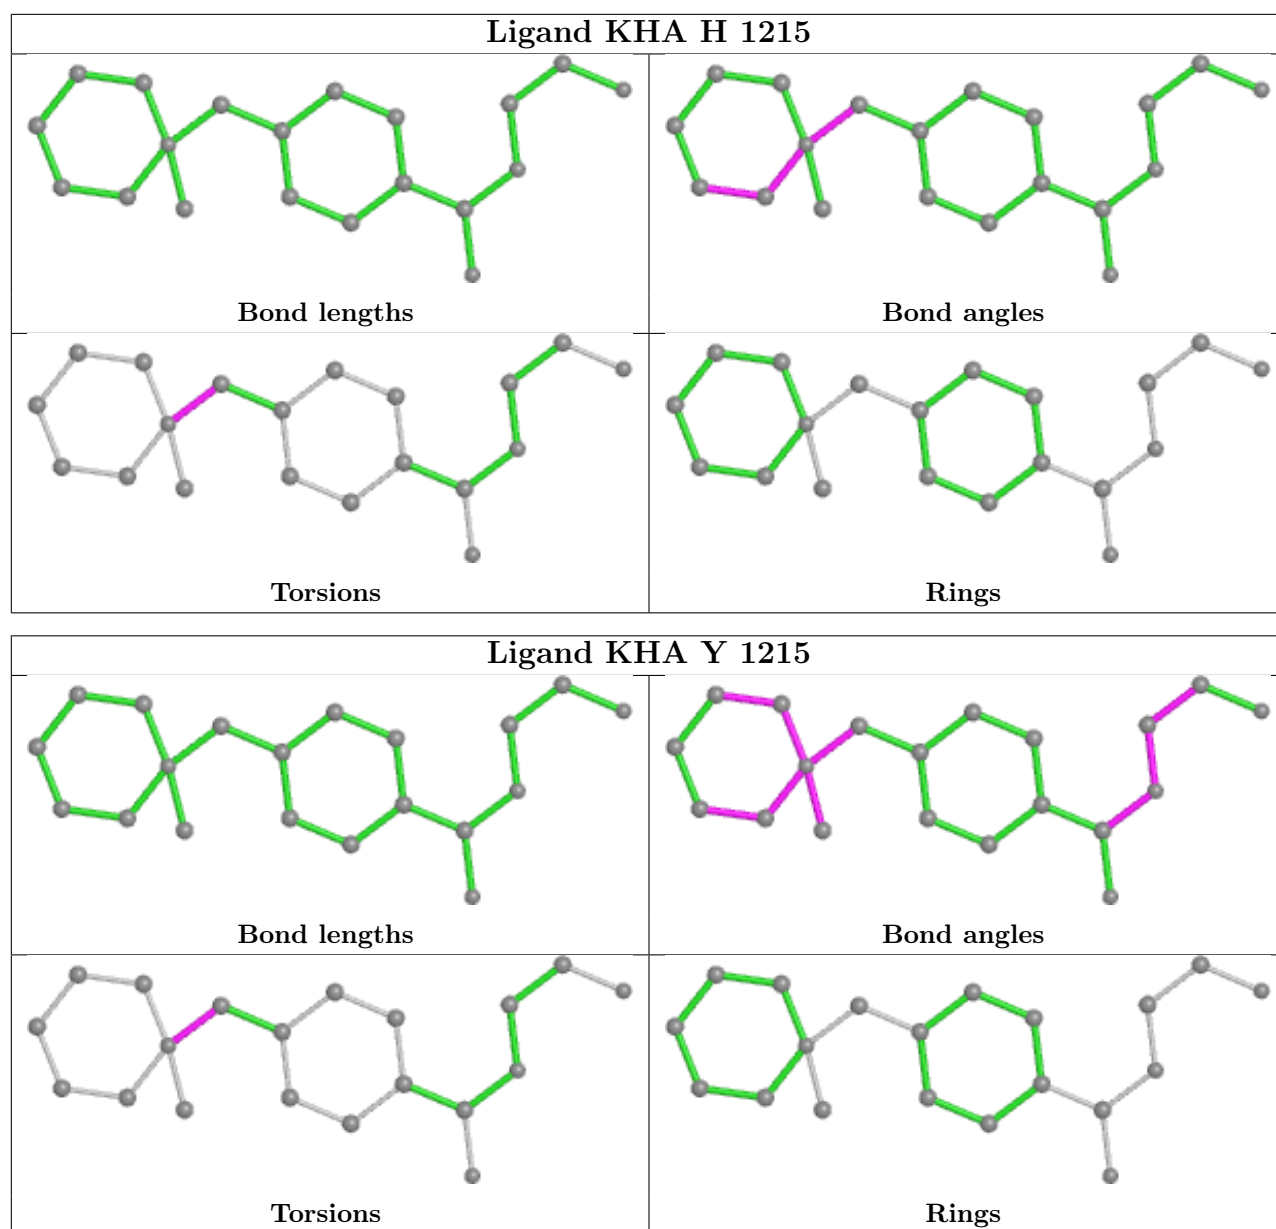 Ligand KHA H 1215
Bond lengths
Bond angles
Torsions
Rings
Ligand KHA Y 1215
Bond lengths
Bond angles
Torsions
Rings